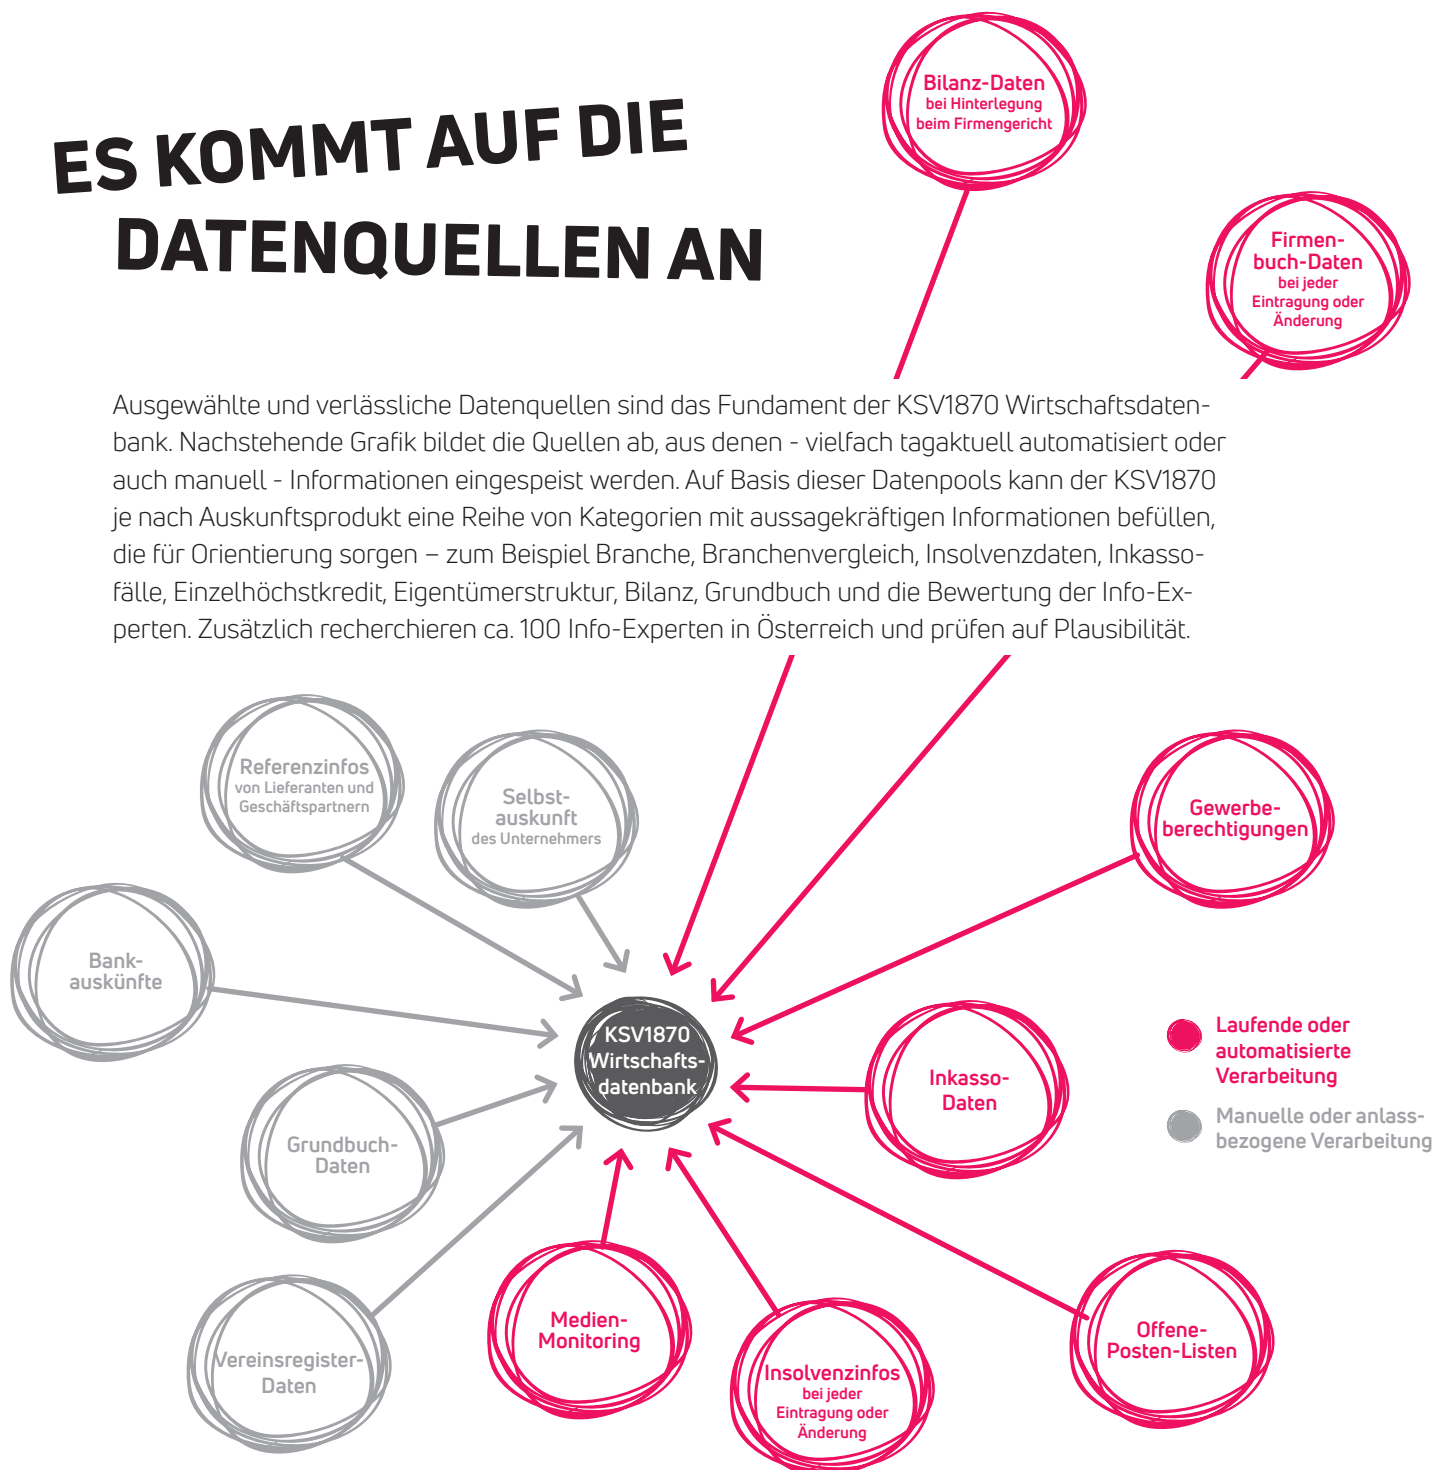 ES KOMMT AUF DIE
DATENQUELLEN AN
Bilanz-Daten
bei Hinterlegung
beim Firmengericht
Firmen-
buch-Daten
bei jeder
Eintragung oder
Änderung
Ausgewählte und verlässliche Datenquellen sind das Fundament der KSV1870 Wirtschaftsdaten-
bank. Nachstehende Grafik bildet die Quellen ab, aus denen - vielfach tagaktuell automatisiert oder
auch manuell - Informationen eingespeist werden. Auf Basis dieser Datenpools kann der KSV1870
je nach Auskunftsprodukt eine Reihe von Kategorien mit aussagekräftigen Informationen befüllen,
die für Orientierung sorgen – zum Beispiel Branche, Branchenvergleich, Insolvenzdaten, Inkasso-
fälle, Einzelhöchstkredit, Eigentümerstruktur, Bilanz, Grundbuch und die Bewertung der Info-Ex-
perten. Zusätzlich recherchieren ca. 100 Info-Experten in Österreich und prüfen auf Plausibilität.
Referenzinfos
von Lieferanten und
Geschäftspartnern
Selbst-
auskunft
des Unternehmers
Gewerbe-
berechtigungen
Bank-
auskünfte
KSV1870
Wirtschafts-
datenbank
Inkasso-
Daten
Laufende oder
automatisierte
Verarbeitung
Manuelle oder anlass-
bezogene Verarbeitung
Grundbuch-
Daten
Vereinsregister-
Daten
Medien-
Monitoring
Insolvenzinfos
bei jeder
Eintragung oder
Änderung
Offene-
Posten-Listen